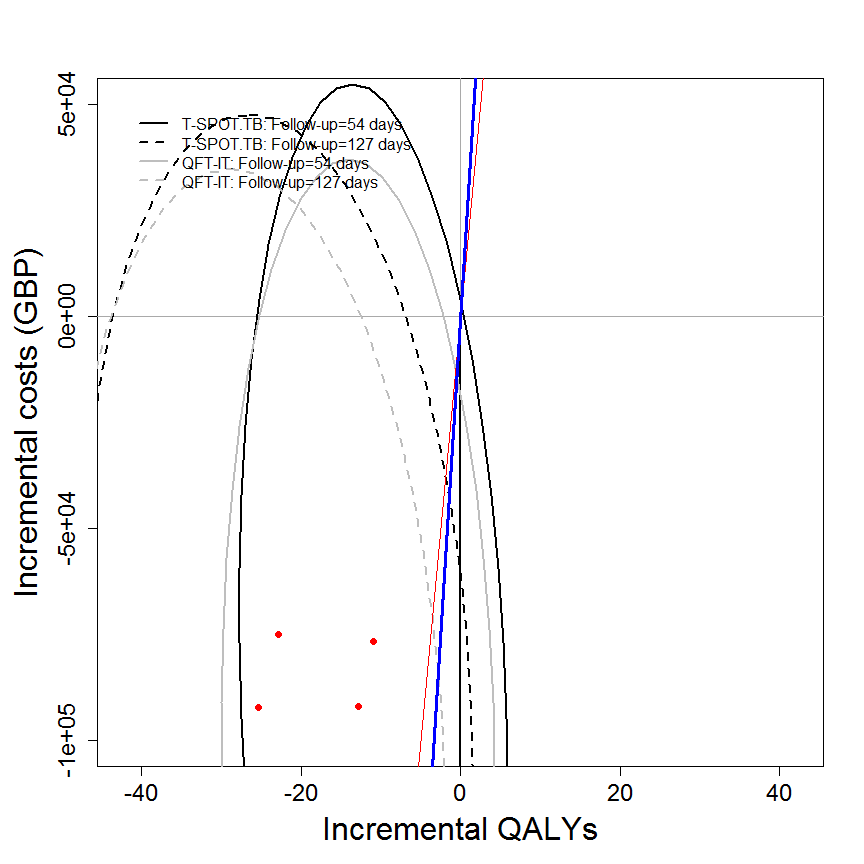 T-SPOT.TB: Follow-up=54 days
T-SPOT.TB: Follow-up=127 days
QFT-IT: Follow-up=54 days
QFT-IT: Follow-up=127 days
Incremental costs (GBP)
5e+04
0e+00
-5e+04
-1e+05
-40 -20 0 20 40
Incremental QALYs